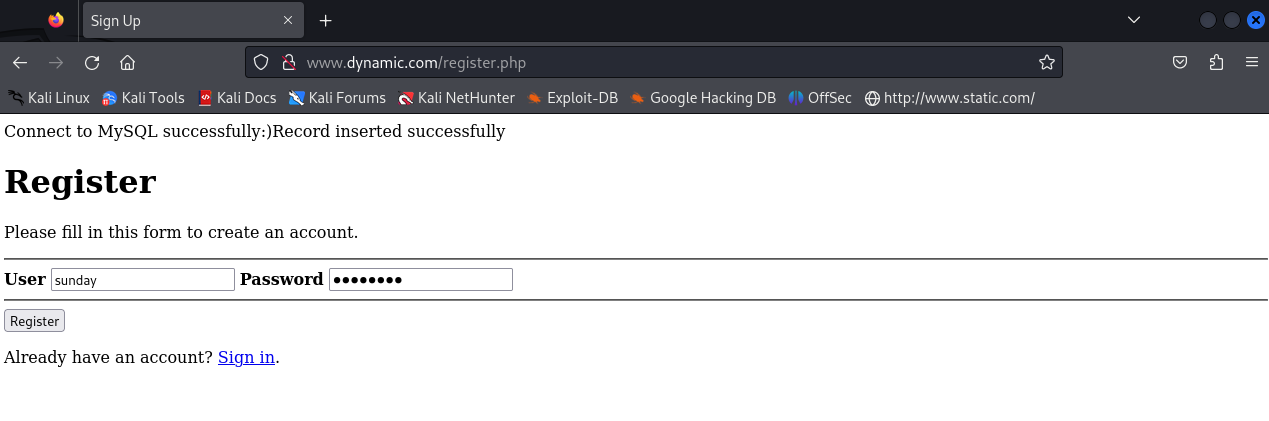 Sign Up
www.dynamic.com/register.php
Kali Linux Kali Tools Kali Docs Kali Forums Kali NetHunter Exploit-DB Google Hacking DB OffSec http://www.static.com/
Connect to MySQL successfully:)Record inserted successfully
Register
Please fill in this form to create an account.
User sunday Password ••••••••
Register
Already have an account? Sign in.